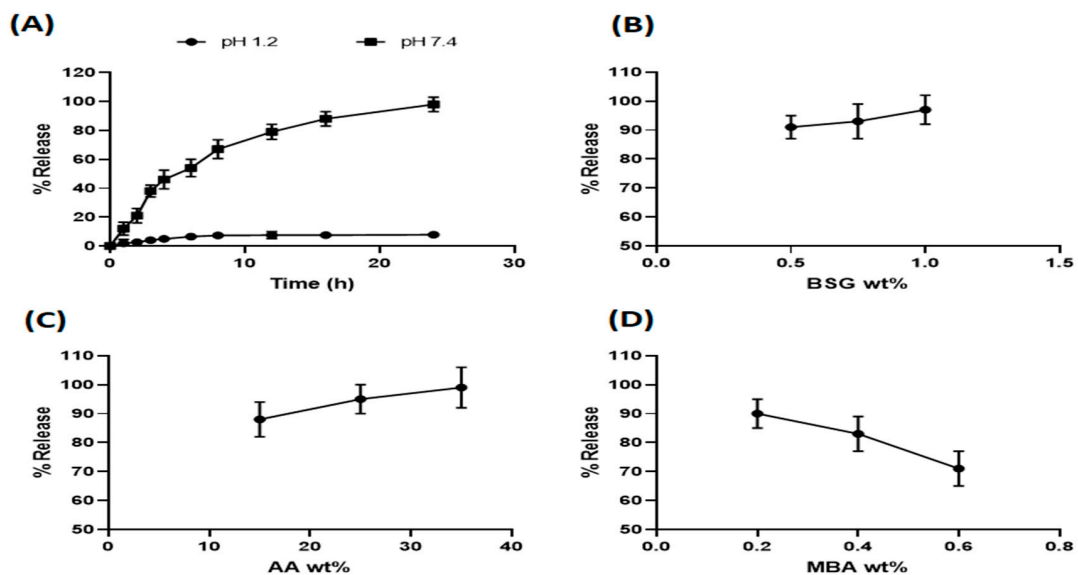 (A)
pH 1.2 pH 7.4
120
100
80
60
40
20
0
% Release
0 10 20 30
Time (h)
(B)
110
100
90
80
70
60
50
% Release
0.0 0.5 1.0 1.5
BSG wt%
(C)
110
100
90
80
70
60
50
% Release
0 10 20 30 40
AA wt%
(D)
110
100
90
80
70
60
50
% Release
0.0 0.2 0.4 0.6 0.8
MBA wt%